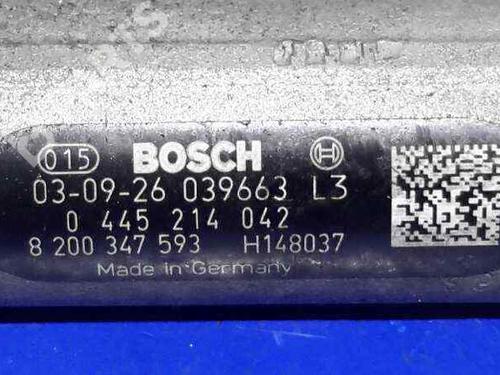 015 BOSCH
03-09-26 039663 L3
0 445 214 042
8 200 347 593 H148037
Made in Germany